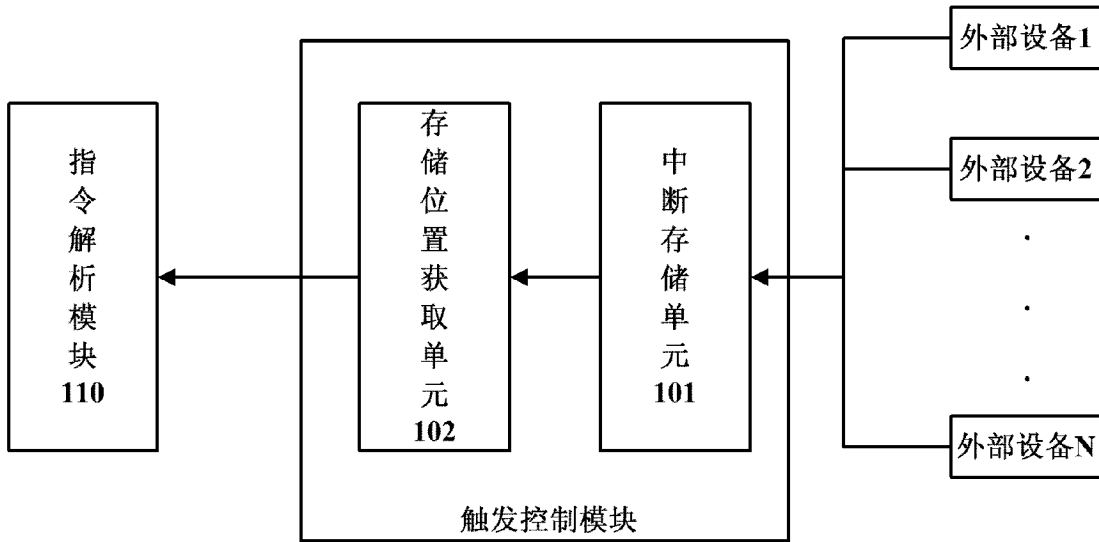 指令解析模块110
存储位置获取单元102
中断存储单元101
触发控制模块
外部设备1
外部设备2
外部设备N